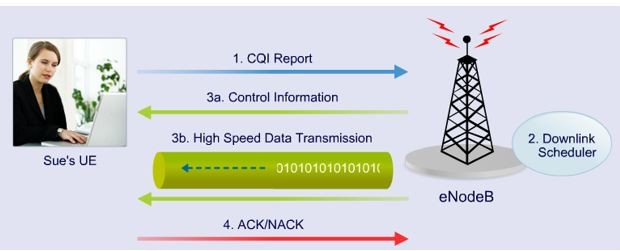 1. CQI Report
3a. Control Information
3b. High Speed Data Transmission
2. Downlink
Scheduler
01010101010101(
Sue's UE
eNodeB
4. ACK/NACK